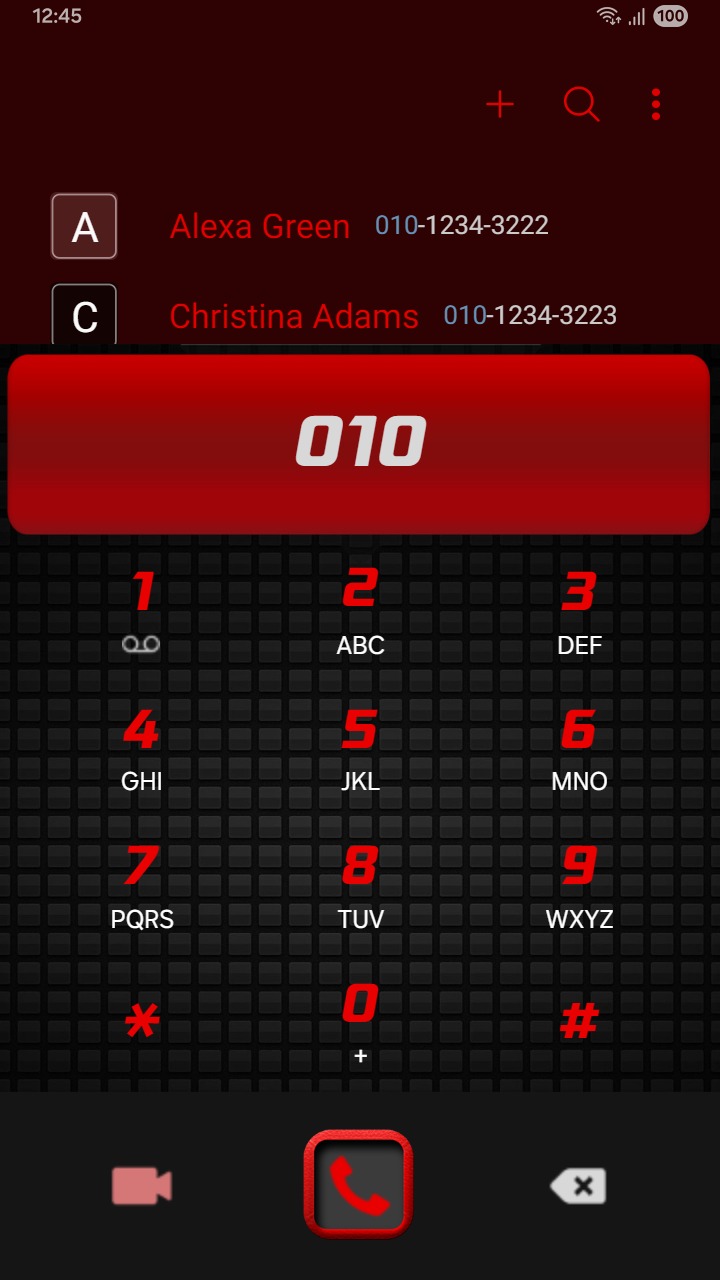 12:45 100
A Alexa Green 010-1234-3222
C Christina Adams 010-1234-3223
010
1 2 3
ABC DEF
4 5 6
GHI JKL MNO
7 8 9
PQRS TUV WXYZ
* 0 #
+